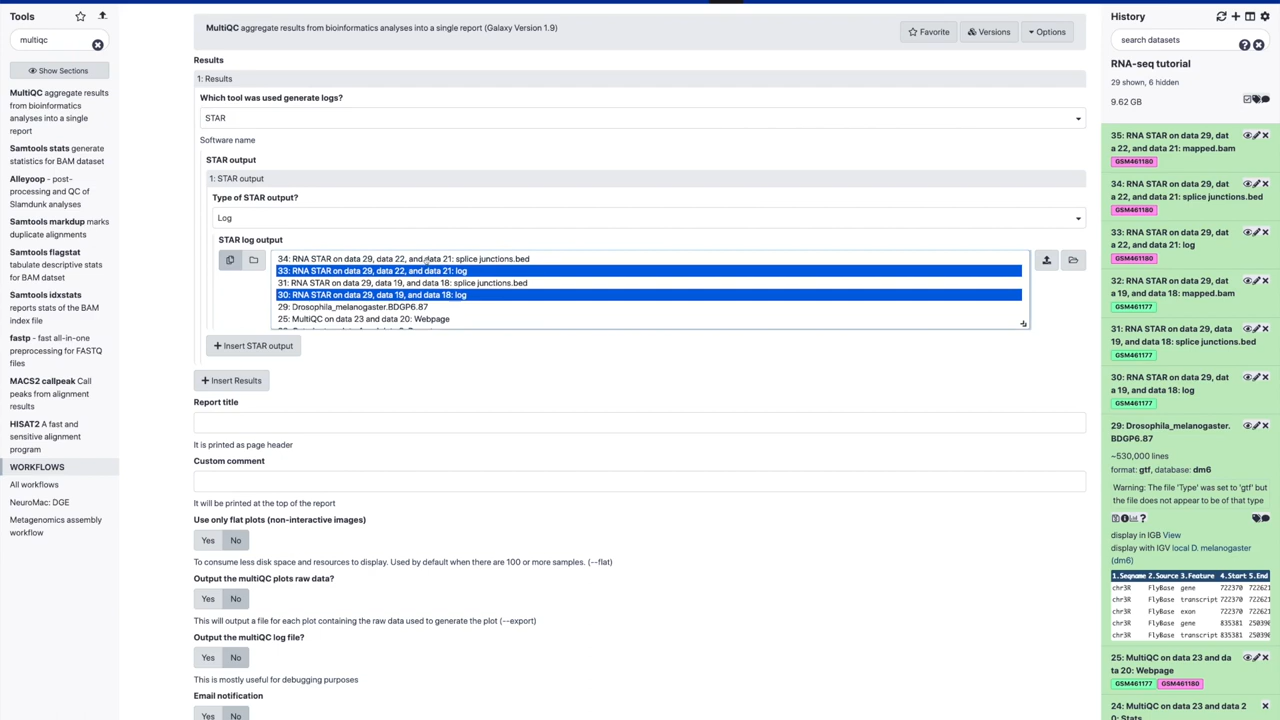 Tools
multiqc
Show Sections
MultiQC aggregate results
from bioinformatics
analyses into a single
report
Samtools stats generate
statistics for BAM dataset
Alleyoop - post-
processing and QC of
Slamdunk analyses
Samtools markdup marks
duplicate alignments
Samtools flagstat
tabulate descriptive stats
for BAM datset
Samtools idxstats
reports stats of the BAM
index file
fastp - fast all-in-one
preprocessing for FASTQ
files
MACS2 callpeak Call
peaks from alignment
results
HISAT2 A fast and
sensitive alignment
program
WORKFLOWS
All workflows
NeuroMac: DGE
Metagenomics assembly
workflow
MultiQC aggregate results from bioinformatics analyses into a single report (Galaxy Version 1.9)
Favorite
Versions
Options
Results
1: Results
Which tool was used generate logs?
STAR
Software name
STAR output
1: STAR output
Type of STAR output?
Log
STAR log output
34: RNA STAR on data 29, data 22, and data 21: splice junctions.bed
33: RNA STAR on data 29, data 22, and data 21: log
31: RNA STAR on data 29, data 19, and data 18: splice junctions.bed
30: RNA STAR on data 29, data 19, and data 18: log
29: Drosophila_melanogaster.BDGP6.87
25: MultiQC on data 23 and data 20: Webpage
Insert STAR output
Insert Results
Report title
It is printed as page header
Custom comment
It will be printed at the top of the report
Use only flat plots (non-interactive images)
Yes No
To consume less disk space and resources to display. Used by default when there are 100 or more samples. (--flat)
Output the multiQC plots raw data?
Yes No
This will output a file for each plot containing the raw data used to generate the plot (--export)
Output the multiQC log file?
Yes No
This is mostly useful for debugging purposes
Email notification
Yes No
History
search datasets
RNA-seq tutorial
29 shown, 6 hidden
9.62 GB
35: RNA STAR on data 29, dat
a 22, and data 21: mapped.bam
GSM461180
34: RNA STAR on data 29, dat
a 22, and data 21: splice junctions.bed
GSM461180
33: RNA STAR on data 29, dat
a 22, and data 21: log
GSM461180
32: RNA STAR on data 29, dat
a 19, and data 18: mapped.bam
GSM461177
31: RNA STAR on data 29, data
19, and data 18: splice junctions.bed
GSM461177
30: RNA STAR on data 29, dat
a 19, and data 18: log
GSM461177
29: Drosophila_melanogaster.
BDGP6.87
~530,000 lines
format: gtf, database: dm6
Warning: The file 'Type' was set to 'gtf' but
the file does not appear to be of that type
display in IGB View
display with IGV local D. melanogaster
(dm6)
1.Seqname 2.Source 3.Feature 4.Start 5.End
chr3R FlyBase gene 722370 722621
chr3R FlyBase transcript 722370 722621
chr3R FlyBase exon 722370 722621
chr3R FlyBase gene 835381 250390
chr3R FlyBase transcript 835381 250390
25: MultiQC on data 23 and da
ta 20: Webpage
GSM461177 GSM461180
24: MultiQC on data 23 and data 2
0: Stats